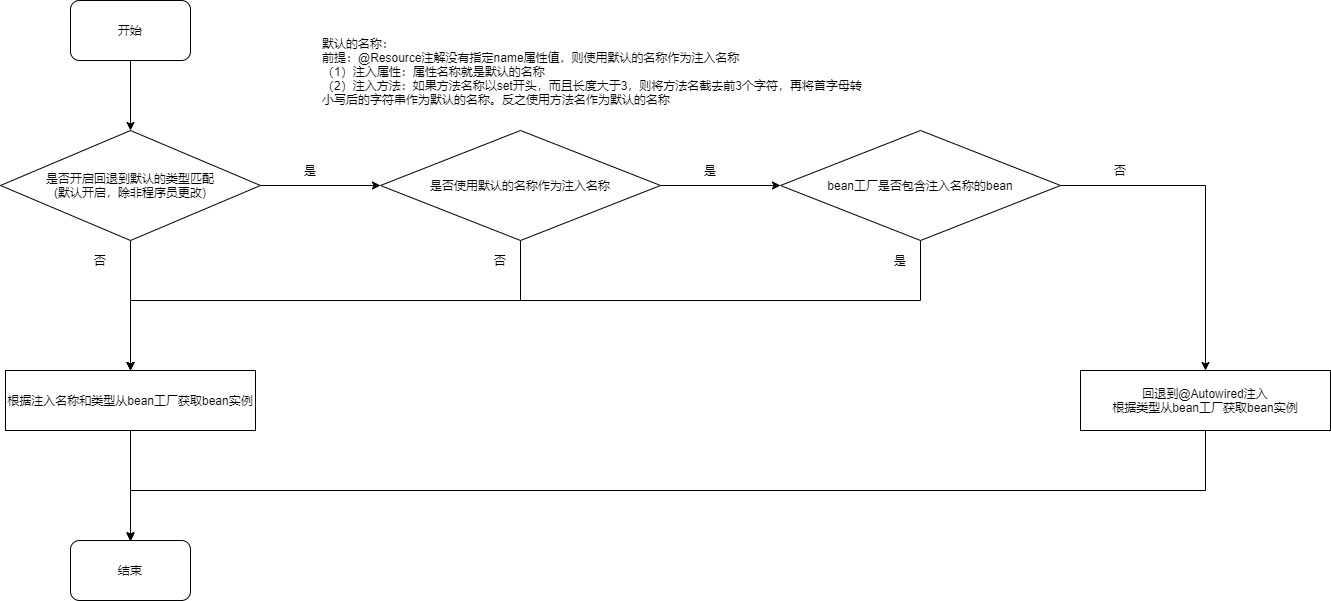 开始
默认的名称：
前提：@Resource注解没有指定name属性值，则使用默认的名称作为注入名称
（1）注入属性：属性名称就是默认的名称
（2）注入方法：如果方法名称以set开头，而且长度大于3，则将方法名截去前3个字符，再将首字母转
小写后的字符串作为默认的名称。反之使用方法名作为默认的名称
是否开启回退到默认的类型匹配
(默认开启，除非程序员更改)
是
是否使用默认的名称作为注入名称
是
bean工厂是否包含注入名称的bean
否
否
否
是
根据注入名称和类型从bean工厂获取bean实例
回退到@Autowired注入
根据类型从bean工厂获取bean实例
结束